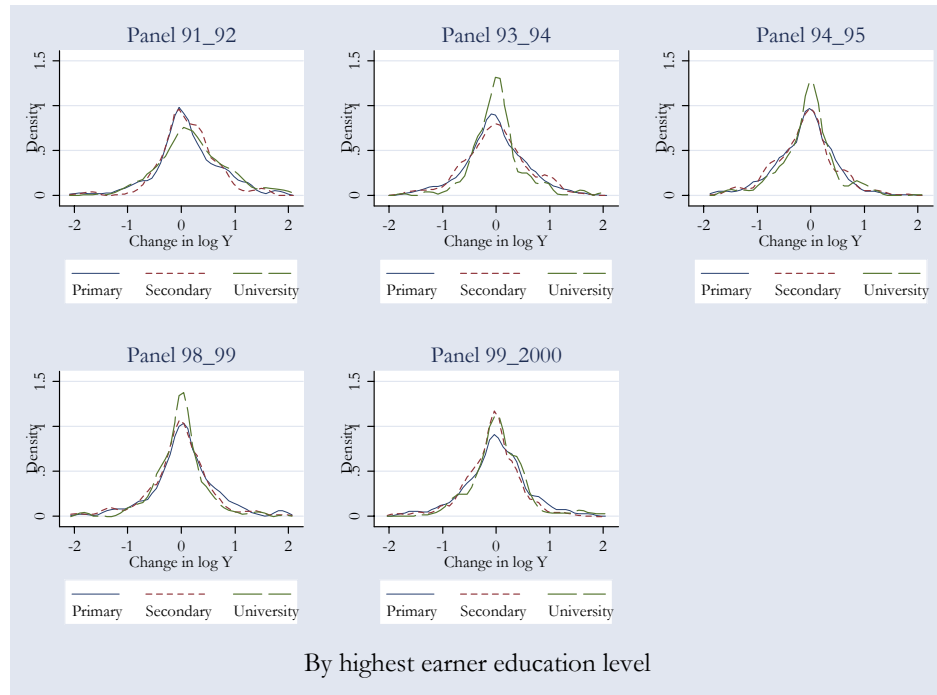 Panel 91_92
Density
0 .5 1 1.5
-2 -1 0 1 2
Change in log Y
Primary Secondary University
Panel 93_94
Density
0 .5 1 1.5
-2 -1 0 1 2
Change in log Y
Primary Secondary University
Panel 94_95
Density
0 .5 1 1.5
-2 -1 0 1 2
Change in log Y
Primary Secondary University
Panel 98_99
Density
0 .5 1 1.5
-2 -1 0 1 2
Change in log Y
Primary Secondary University
Panel 99_2000
Density
0 .5 1 1.5
-2 -1 0 1 2
Change in log Y
Primary Secondary University
By highest earner education level